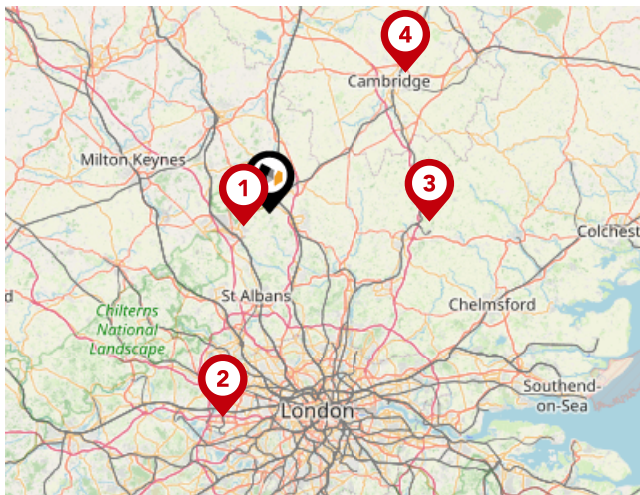 4
Cambridge
Milton Keynes
1
3
Colchest
St Albans
d
Chelmsford
Chilterns
National
Landscape
2
Southend-
on-Sea
London